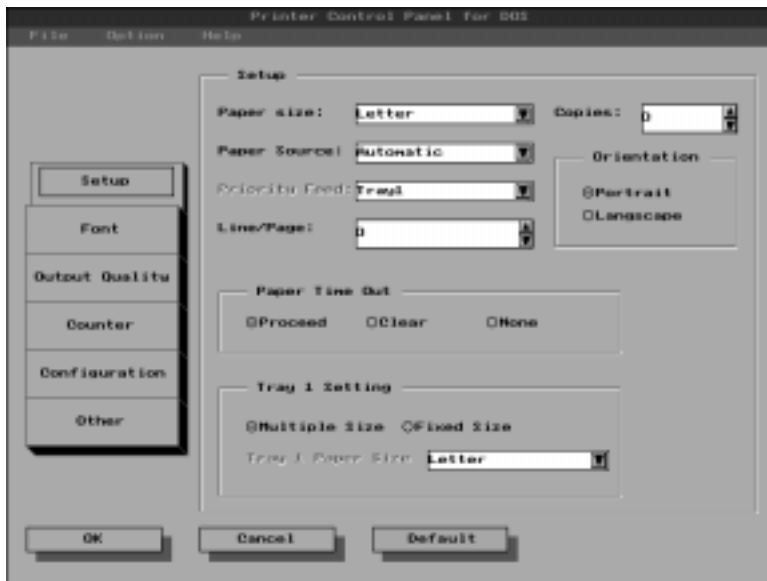 Printer Control Panel for DOS
File Option Help
Setup
Font
Output Quality
Counter
Configuration
Other
Setup
Paper size: Letter
Copies: 0
Paper Source: Automatic
Priority Feed: Tray1
Line/Page: 0
Orientation
Portrait
Langscape
Paper Time Out
Proceed Clear None
Tray 1 Setting
Multiple Size Fixed Size
Tray 1 Paper Size Letter
OK Cancel Default